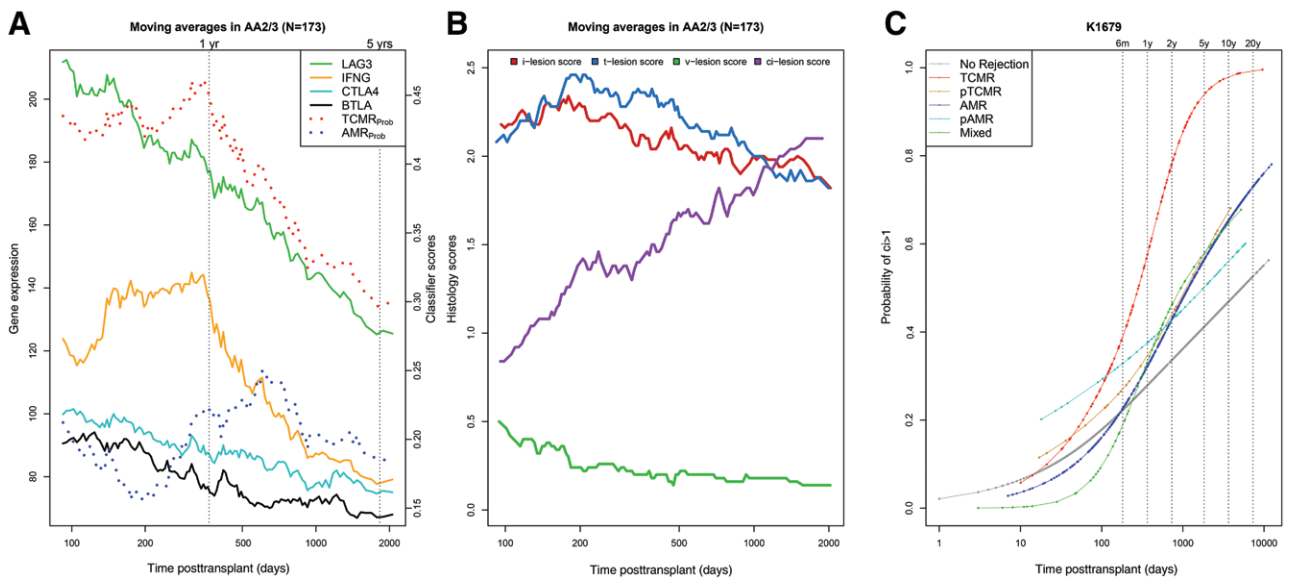 A
Moving averages in AA2/3 (N=173)
1 yr
5 yrs
LAG3
IFNG
CTLA4
BTLA
TCMRProb
AMRProb
200
180
160
140
120
100
80
Gene expression
0.45
0.4
0.35
0.30
0.25
0.20
0.15
Classifier scores
100
200
500
1000
2000
Time posttransplant (days)
B
Moving averages in AA2/3 (N=173)
i-lesion score
t-lesion score
v-lesion score
ci-lesion score
2.5
2.0
1.5
1.0
0.5
0.0
Histology scores
100
200
500
1000
2000
Time posttransplant (days)
C
K1679
6m
1y
2y
5y
10y
20y
No Rejection
TCMR
pTCMR
AMR
pAMR
Mixed
1.0
0.8
0.6
0.4
0.2
0.0
Probability of ci>1
1
10
100
1000
10000
Time posttransplant (days)